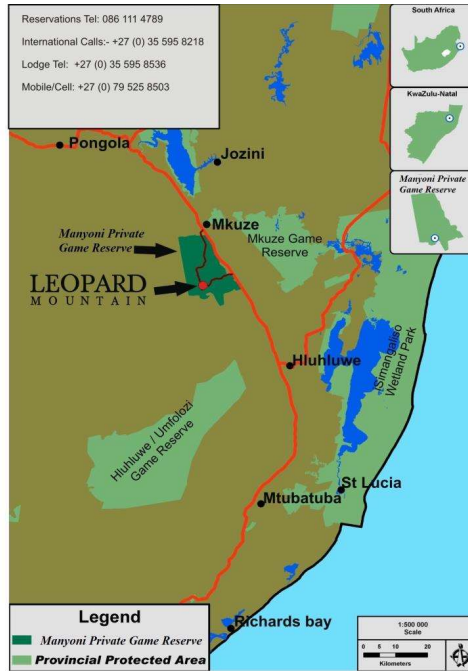 Reservations Tel: 086 111 4789
International Calls:- +27 (0) 35 595 8218
Lodge Tel: +27 (0) 35 595 8536
Mobile/Cell: +27 (0) 79 525 8503
South Africa
KwaZulu-Natal
Manyoni Private
Game Reserve
Pongola
Jozini
Mkuze
Manyoni Private
Game Reserve
Mkuze Game
Reserve
LEOPARD
MOUNTAIN
Hluhluwe
iSimangaliso
Wetland Park
Hluhluwe / Umfolozi
Game Reserve
St Lucia
Mtubatuba
Richards bay
Legend
Manyoni Private Game Reserve
Provincial Protected Area
1:500 000
Scale
0 5 10 20
Kilometers